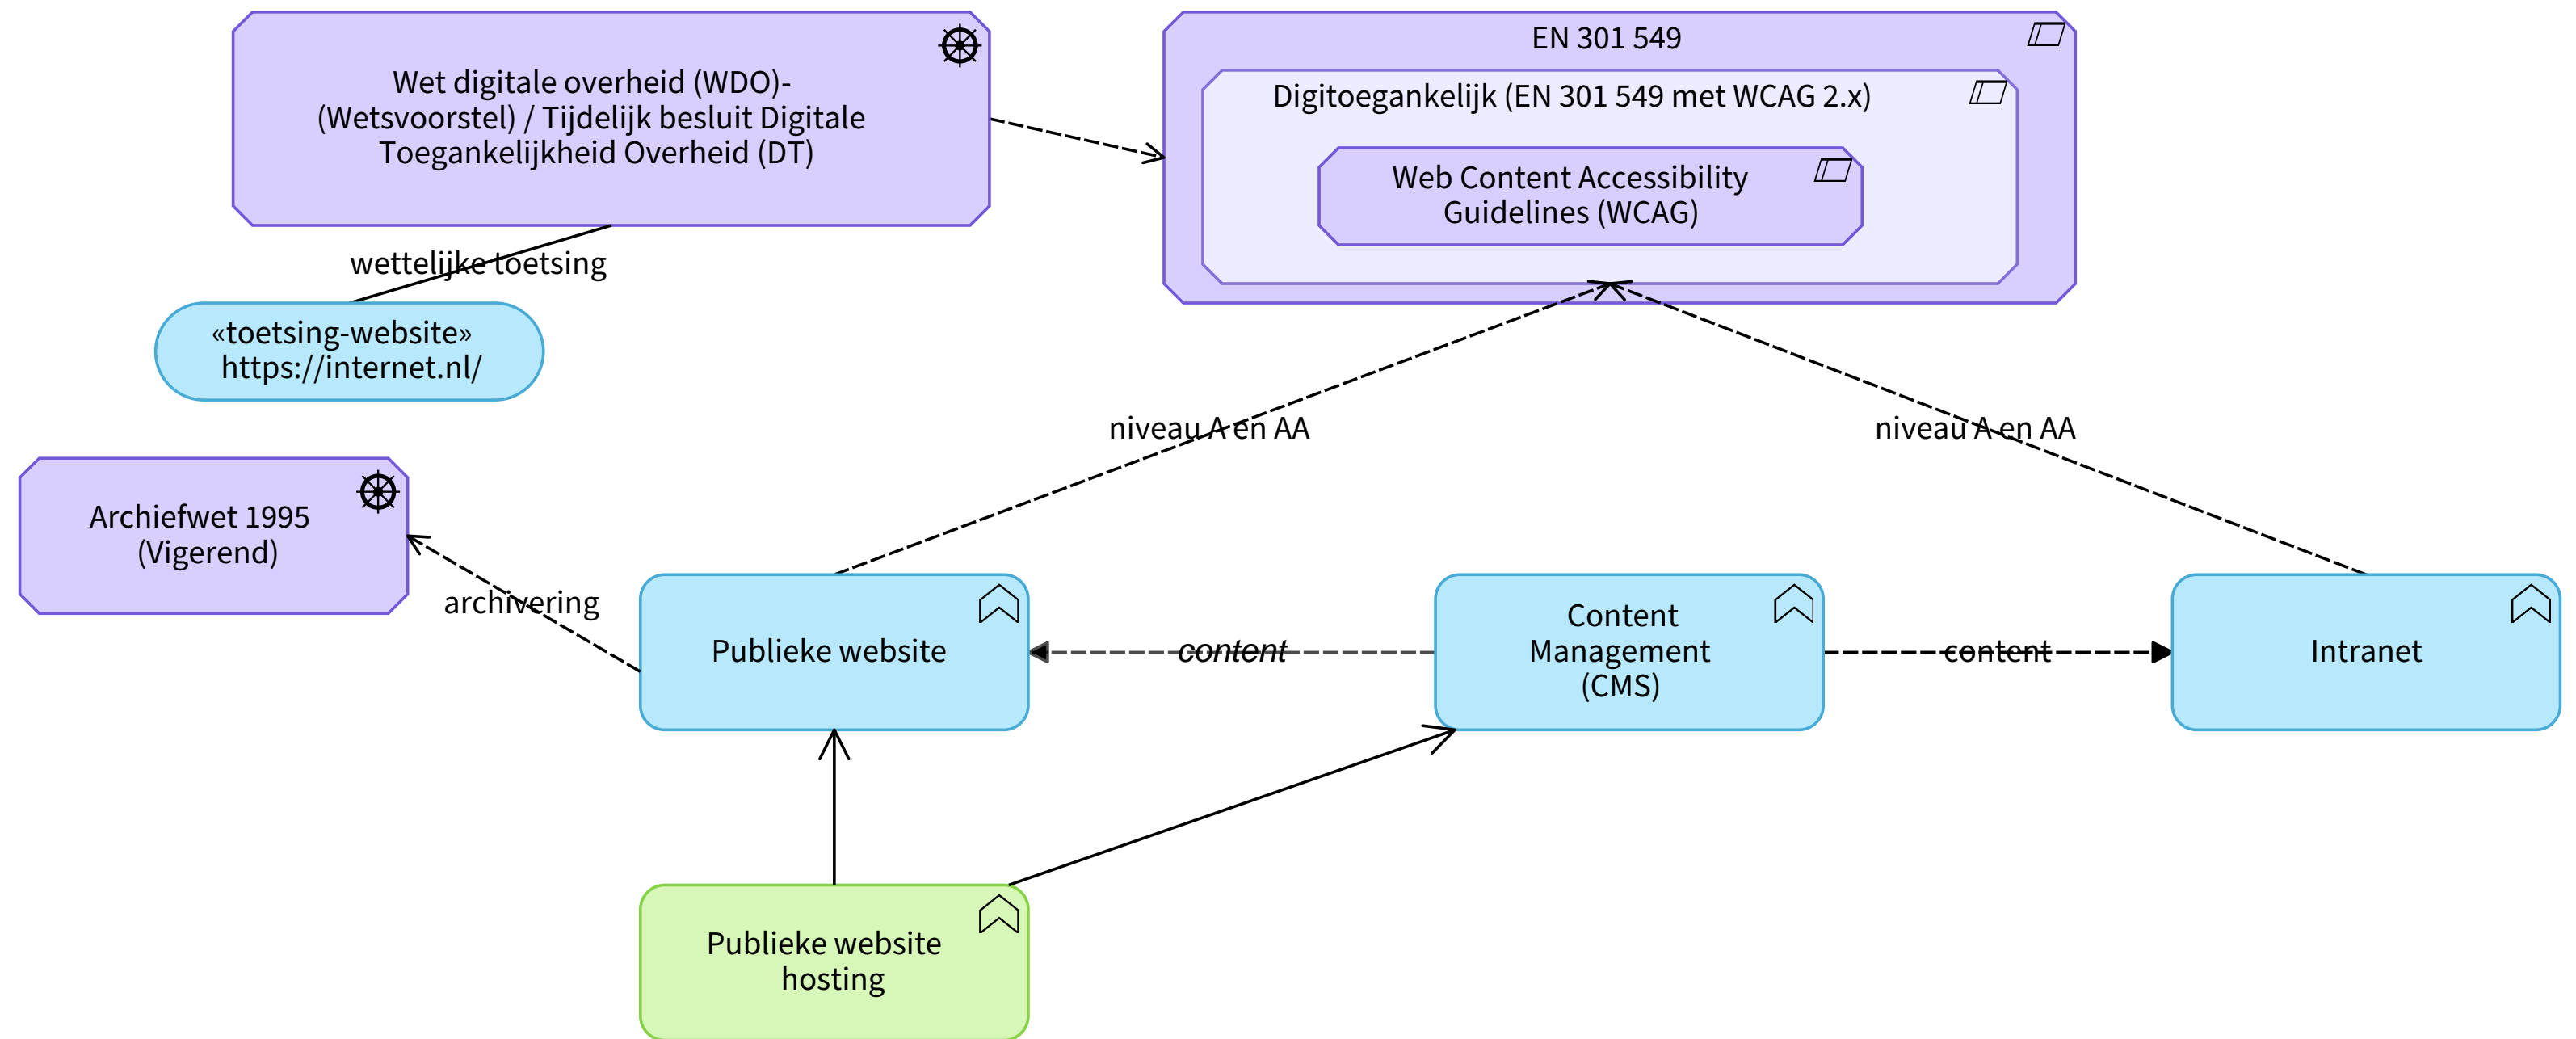 Wet digitale overheid (WDO)-
(Wetsvoorstel) / Tijdelijk besluit Digitale
Toegankelijkheid Overheid (DT)
EN 301 549
Digitoegankelijk (EN 301 549 met WCAG 2.x)
Web Content Accessibility
Guidelines (WCAG)
wettelijke toetsing
«toetsing-website»
https://internet.nl/
niveau A en AA
niveau A en AA
Archiefwet 1995
(Vigerend)
archivering
Publieke website
content
Content
Management
(CMS)
content
Intranet
Publieke website
hosting